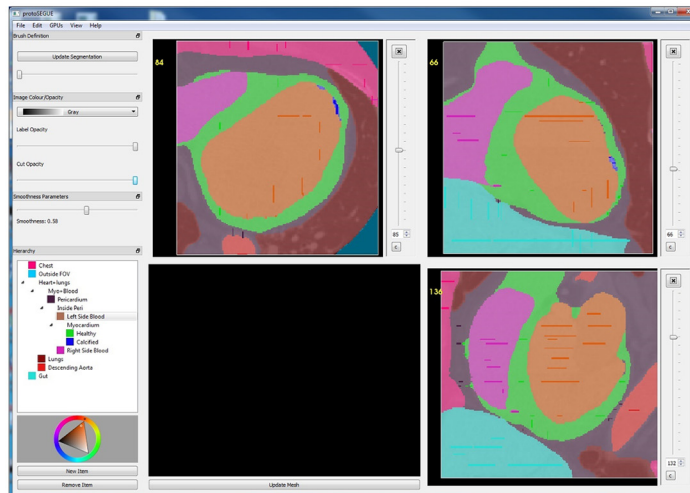 protoSEGUE
File Edit GPUs View Help
Brush Definition
Update Segmentation
Image Colour/Opacity
Gray
Label Opacity
Cut Opacity
Smoothness Parameters
Smoothness: 0.58
Hierarchy
Chest
Outside FOV
Heart+lungs
Myo+Blood
Pericardium
Inside Peri
Left Side Blood
Myocardium
Healthy
Calcified
Right Side Blood
Lungs
Descending Aorta
Gut
New Item
Remove Item
84
85
c
66
66
c
Update Mesh
136
132
c